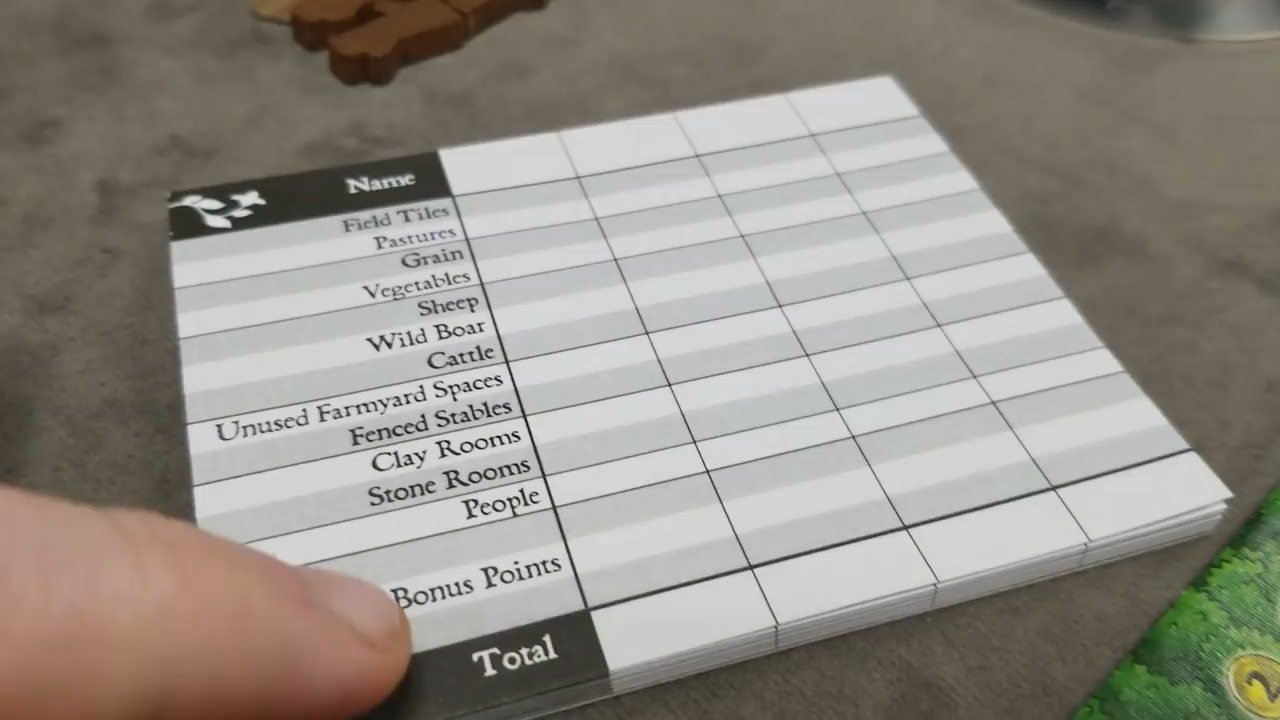 Name
Field Tiles
Pastures
Grain
Vegetables
Sheep
Wild Boar
Cattle
Unused Farmyard Spaces
Fenced Stables
Clay Rooms
Stone Rooms
People
Bonus Points
Total
2